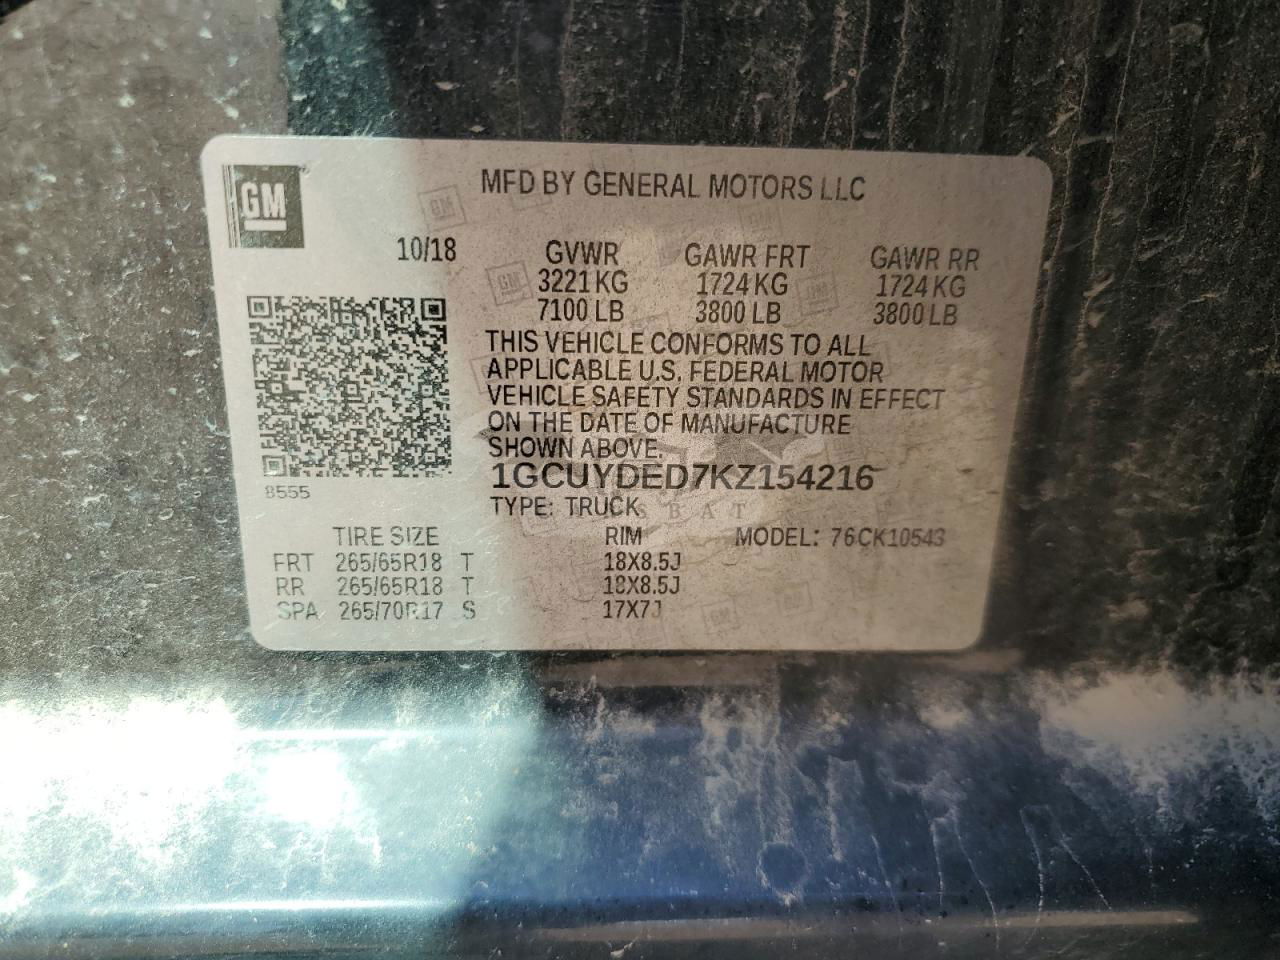 GM
MFD BY GENERAL MOTORS LLC
10/18 GVWR GAWR FRT GAWR RR
3221 KG 1724 KG 1724 KG
7100 LB 3800 LB 3800 LB
THIS VEHICLE CONFORMS TO ALL
APPLICABLE U.S. FEDERAL MOTOR
VEHICLE SAFETY STANDARDS IN EFFECT
ON THE DATE OF MANUFACTURE
SHOWN ABOVE.
1GCUYDED7KZ154216
8555
TYPE: TRUCK
TIRE SIZE RIM MODEL: 76CK10543
FRT 265/65R18 T 18X8.5J
RR 265/65R18 T 18X8.5J
SPA 265/70R17 S 17X7J